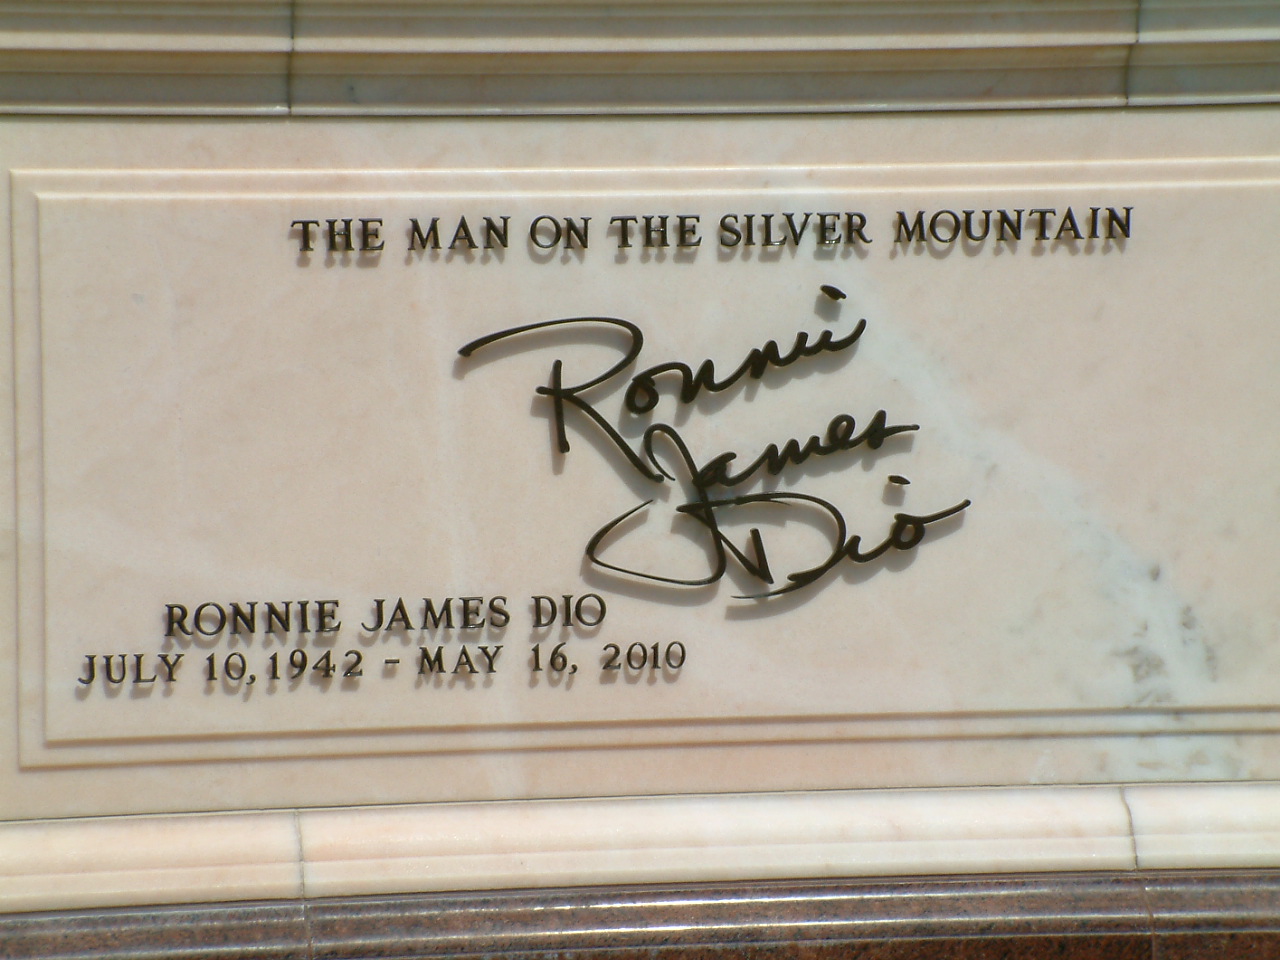 THE MAN ON THE SILVER MOUNTAIN
Ronnie
James
Dio
RONNIE JAMES DIO
JULY 10, 1942 - MAY 16, 2010